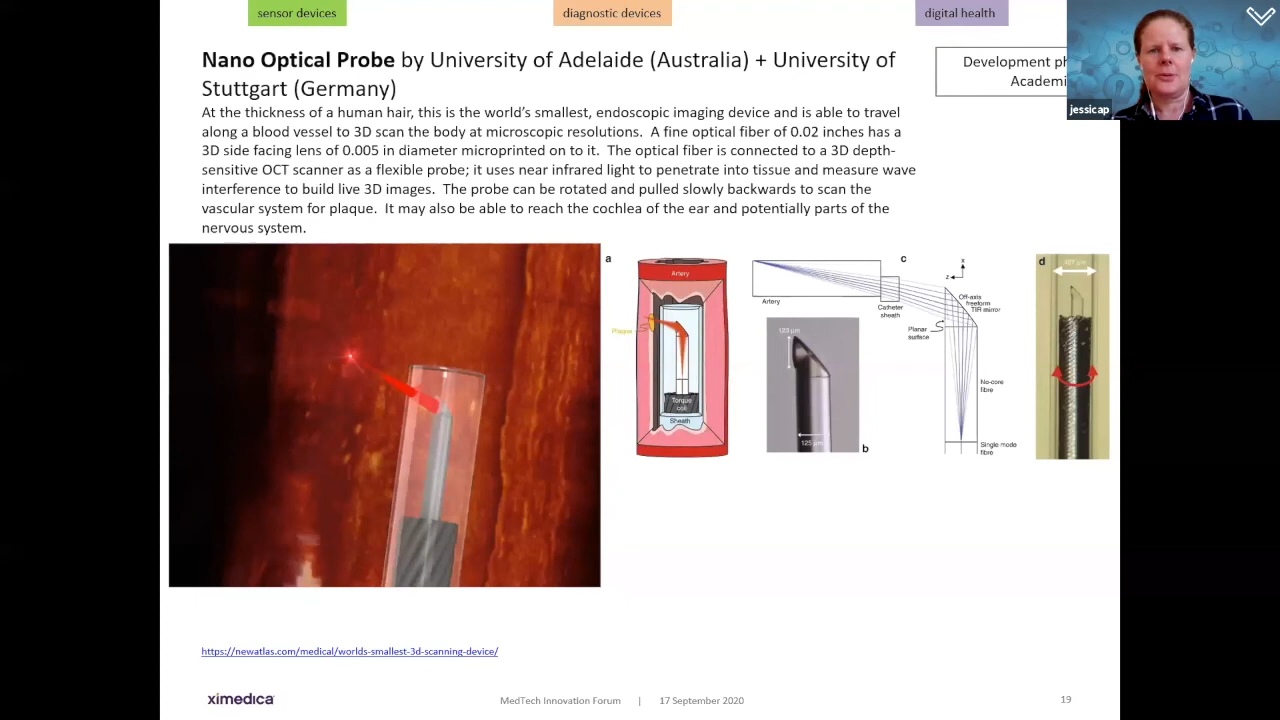 sensor devices
diagnostic devices
digital health
Nano Optical Probe by University of Adelaide (Australia) + University of
Stuttgart (Germany)
Development ph
Academi
jessicap
At the thickness of a human hair, this is the world's smallest, endoscopic imaging device and is able to travel
along a blood vessel to 3D scan the body at microscopic resolutions. A fine optical fiber of 0.02 inches has a
3D side facing lens of 0.005 in diameter microprinted on to it. The optical fiber is connected to a 3D depth-
sensitive OCT scanner as a flexible probe; it uses near infrared light to penetrate into tissue and measure wave
interference to build live 3D images. The probe can be rotated and pulled slowly backwards to scan the
vascular system for plaque. It may also be able to reach the cochlea of the ear and potentially parts of the
nervous system.
a
Artery
Plaque
Torque
coil
Sheath
Artery
Catheter
sheath
123 µm
125 µm
b
c
x
z
Off-axis
freeform
TIR mirror
Planar
surface
No-core
fibre
Single mode
fibre
d
457 µm
https://newatlas.com/medical/worlds-smallest-3d-scanning-device/
ximedica
MedTech Innovation Forum | 17 September 2020
19